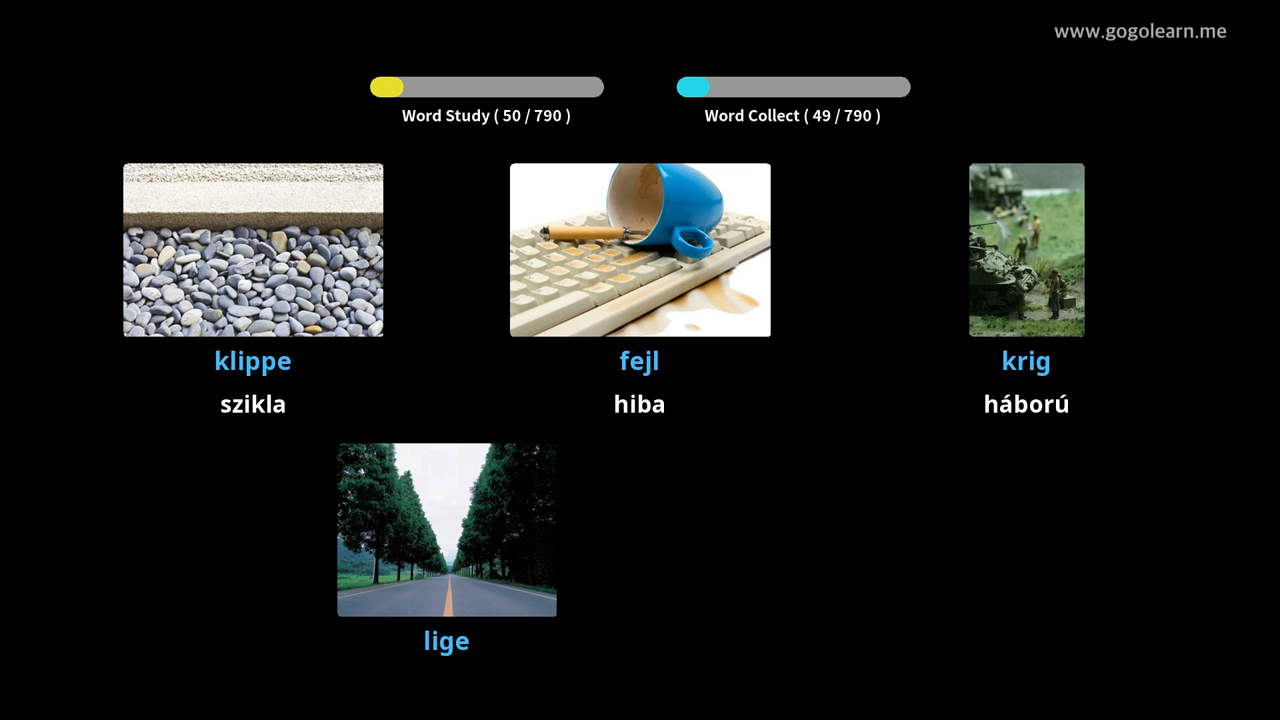 www.gogolearn.me
Word Study ( 50 / 790 )
Word Collect ( 49 / 790 )
klippe
szikla
fejl
hiba
krig
háború
lige